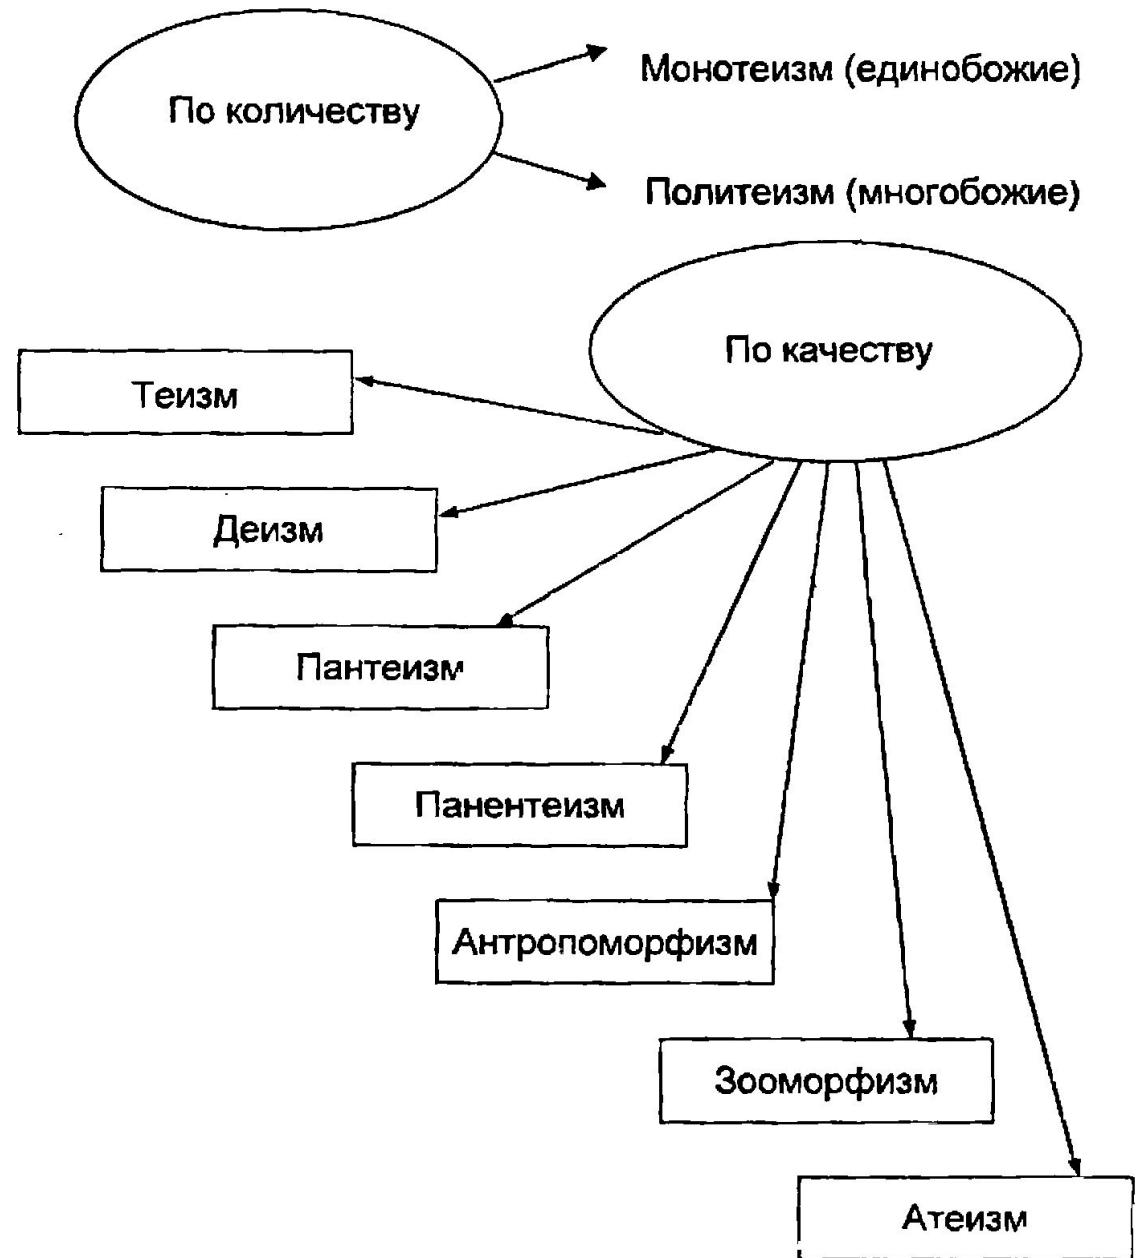 По количеству
Монотеизм (единобожие)
Политеизм (многобожие)
По качеству
Теизм
Деизм
Пантеизм
Панентеизм
Антропоморфизм
Зооморфизм
Атеизм